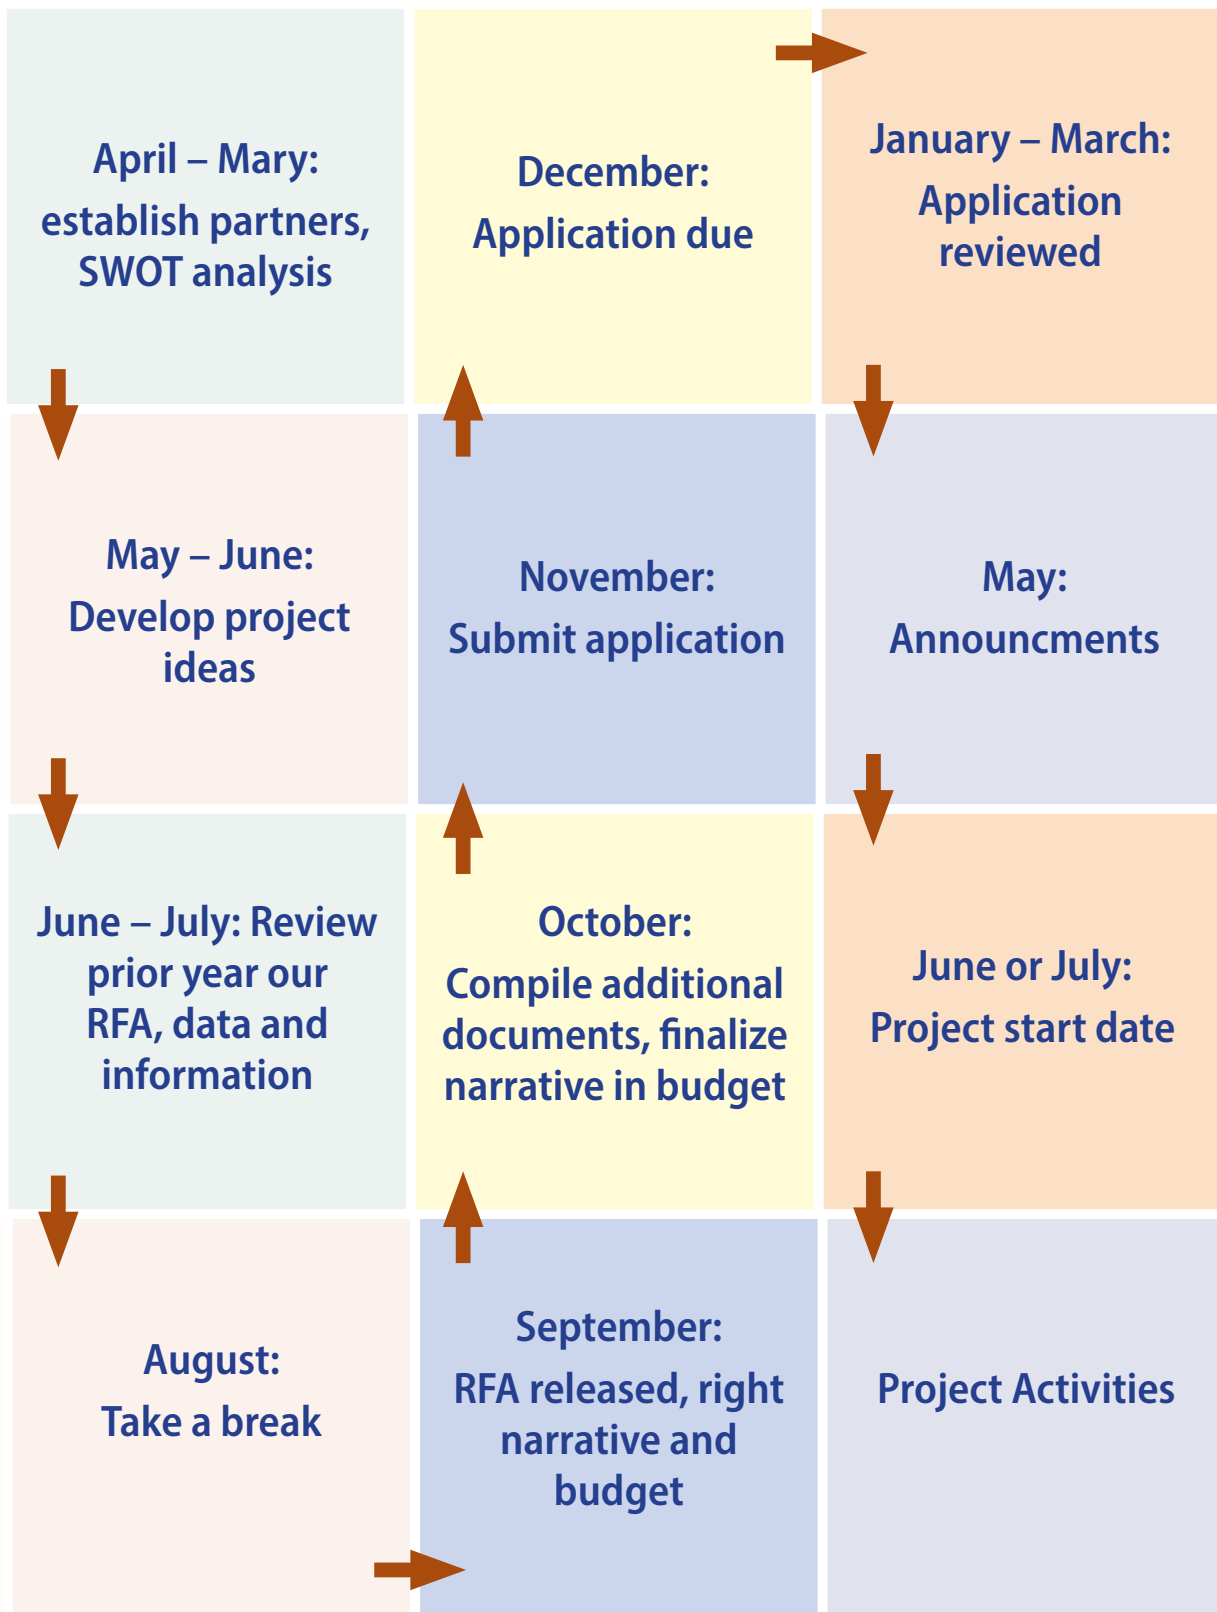 April – Mary:
establish partners,
SWOT analysis
May – June:
Develop project
ideas
June – July: Review
prior year our
RFA, data and
information
August:
Take a break
September:
RFA released, right
narrative and
budget
October:
Compile additional
documents, finalize
narrative in budget
November:
Submit application
December:
Application due
January – March:
Application
reviewed
May:
Announcments
June or July:
Project start date
Project Activities